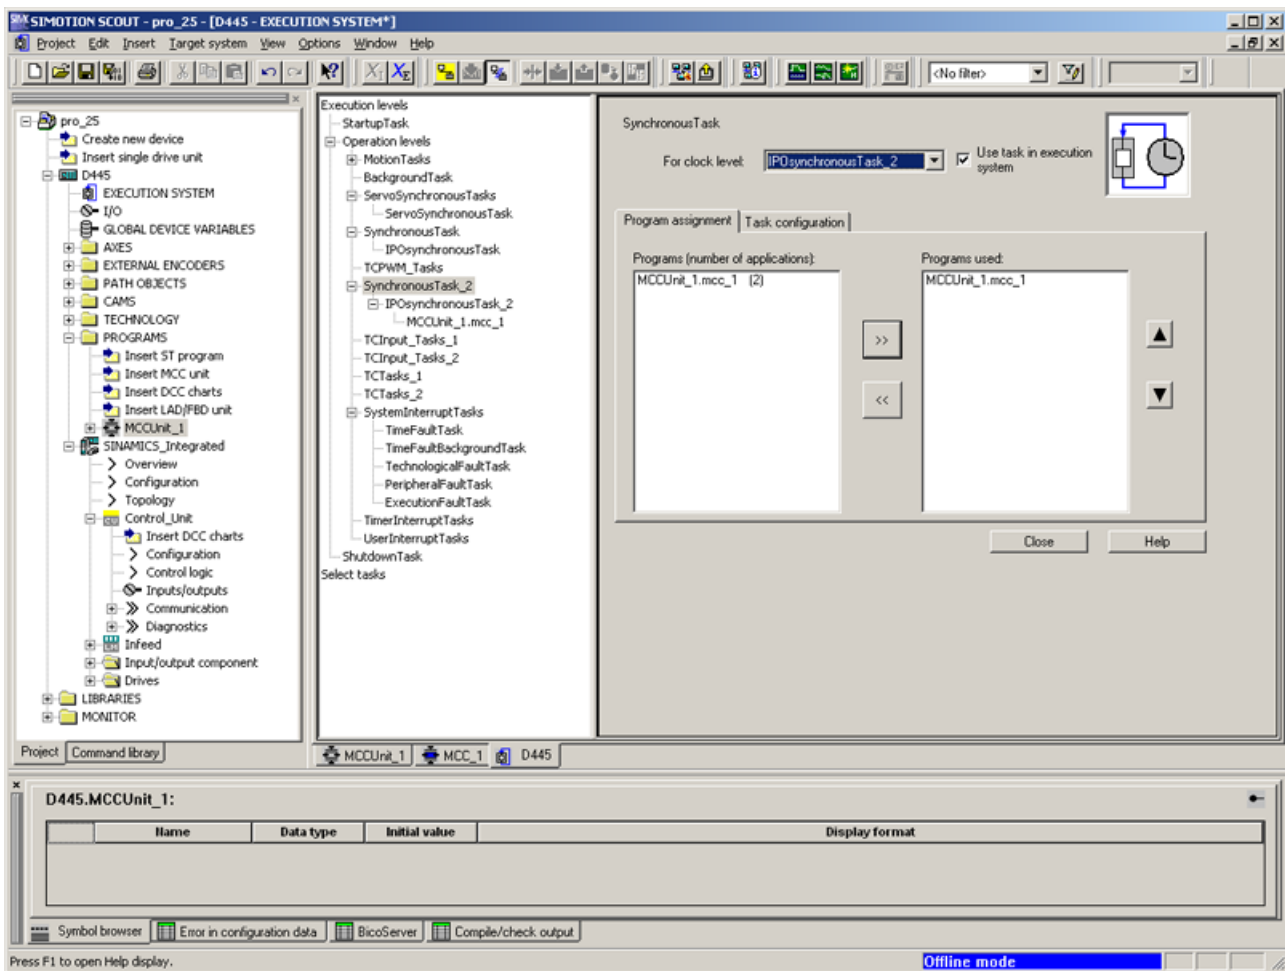 SIMOTION SCOUT - pro_25 - [D445 - EXECUTION SYSTEM*]
Project Edit Insert Target system View Options Window Help
<No filter>
pro_25
Create new device
Insert single drive unit
D445
EXECUTION SYSTEM
I/O
GLOBAL DEVICE VARIABLES
AXES
EXTERNAL ENCODERS
PATH OBJECTS
CAMS
TECHNOLOGY
PROGRAMS
Insert ST program
Insert MCC unit
Insert DCC charts
Insert LAD/FBD unit
MCCUnit_1
SINAMICS_Integrated
Overview
Configuration
Topology
Control_Unit
Insert DCC charts
Configuration
Control logic
Inputs/outputs
Communication
Diagnostics
Infeed
Input/output component
Drives
LIBRARIES
MONITOR
Project Command library
Execution levels
StartupTask
Operation levels
MotionTasks
BackgroundTask
ServoSynchronousTasks
ServoSynchronousTask
SynchronousTask
IPOsynchronousTask
TCPWM_Tasks
SynchronousTask_2
IPOsynchronousTask_2
MCCUnit_1.mcc_1
TCInput_Tasks_1
TCInput_Tasks_2
TCTasks_1
TCTasks_2
SystemInterruptTasks
TimeFaultTask
TimeFaultBackgroundTask
TechnologicalFaultTask
PeripheralFaultTask
ExecutionFaultTask
TimerInterruptTasks
UserInterruptTasks
ShutdownTask
Select tasks
SynchronousTask
For clock level: IPOsynchronousTask_2 Use task in execution
system
Program assignment Task configuration
Programs (number of applications): Programs used:
MCCUnit_1.mcc_1 (2) MCCUnit_1.mcc_1
>>
<<
Close Help
MCCUnit_1 MCC_1 D445
D445.MCCUnit_1:
Name Data type Initial value Display format
Symbol browser Error in configuration data BicoServer Compile/check output
Press F1 to open Help display. Offline mode